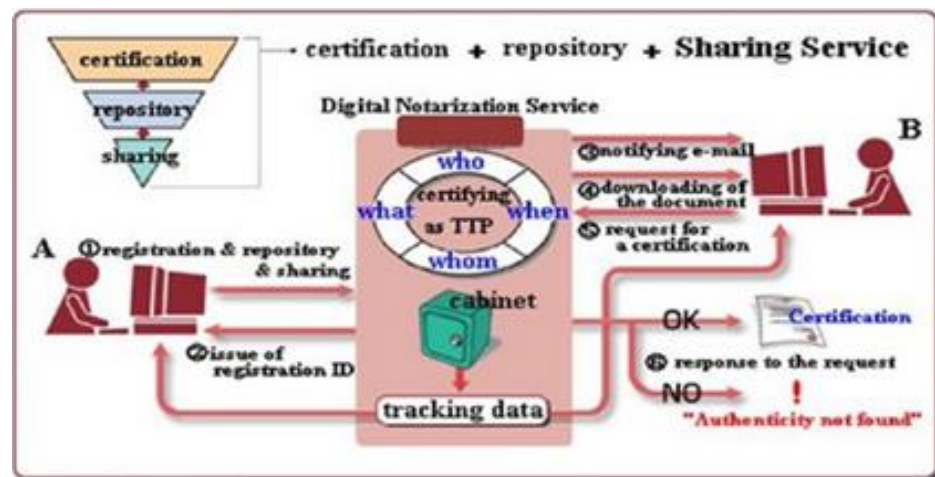 certification
repository
sharing
certification + repository + Sharing Service
Digital Notarization Service
who
what
when
whom
certifying
as TTP
cabinet
tracking data
A
①registration & repository
& sharing
②issue of
registration ID
B
③notifying e-mail
④downloading of
the document
⑤ request for
a certification
OK
Certification
⑥ response to the request
NO
!
"Authenticity not found"